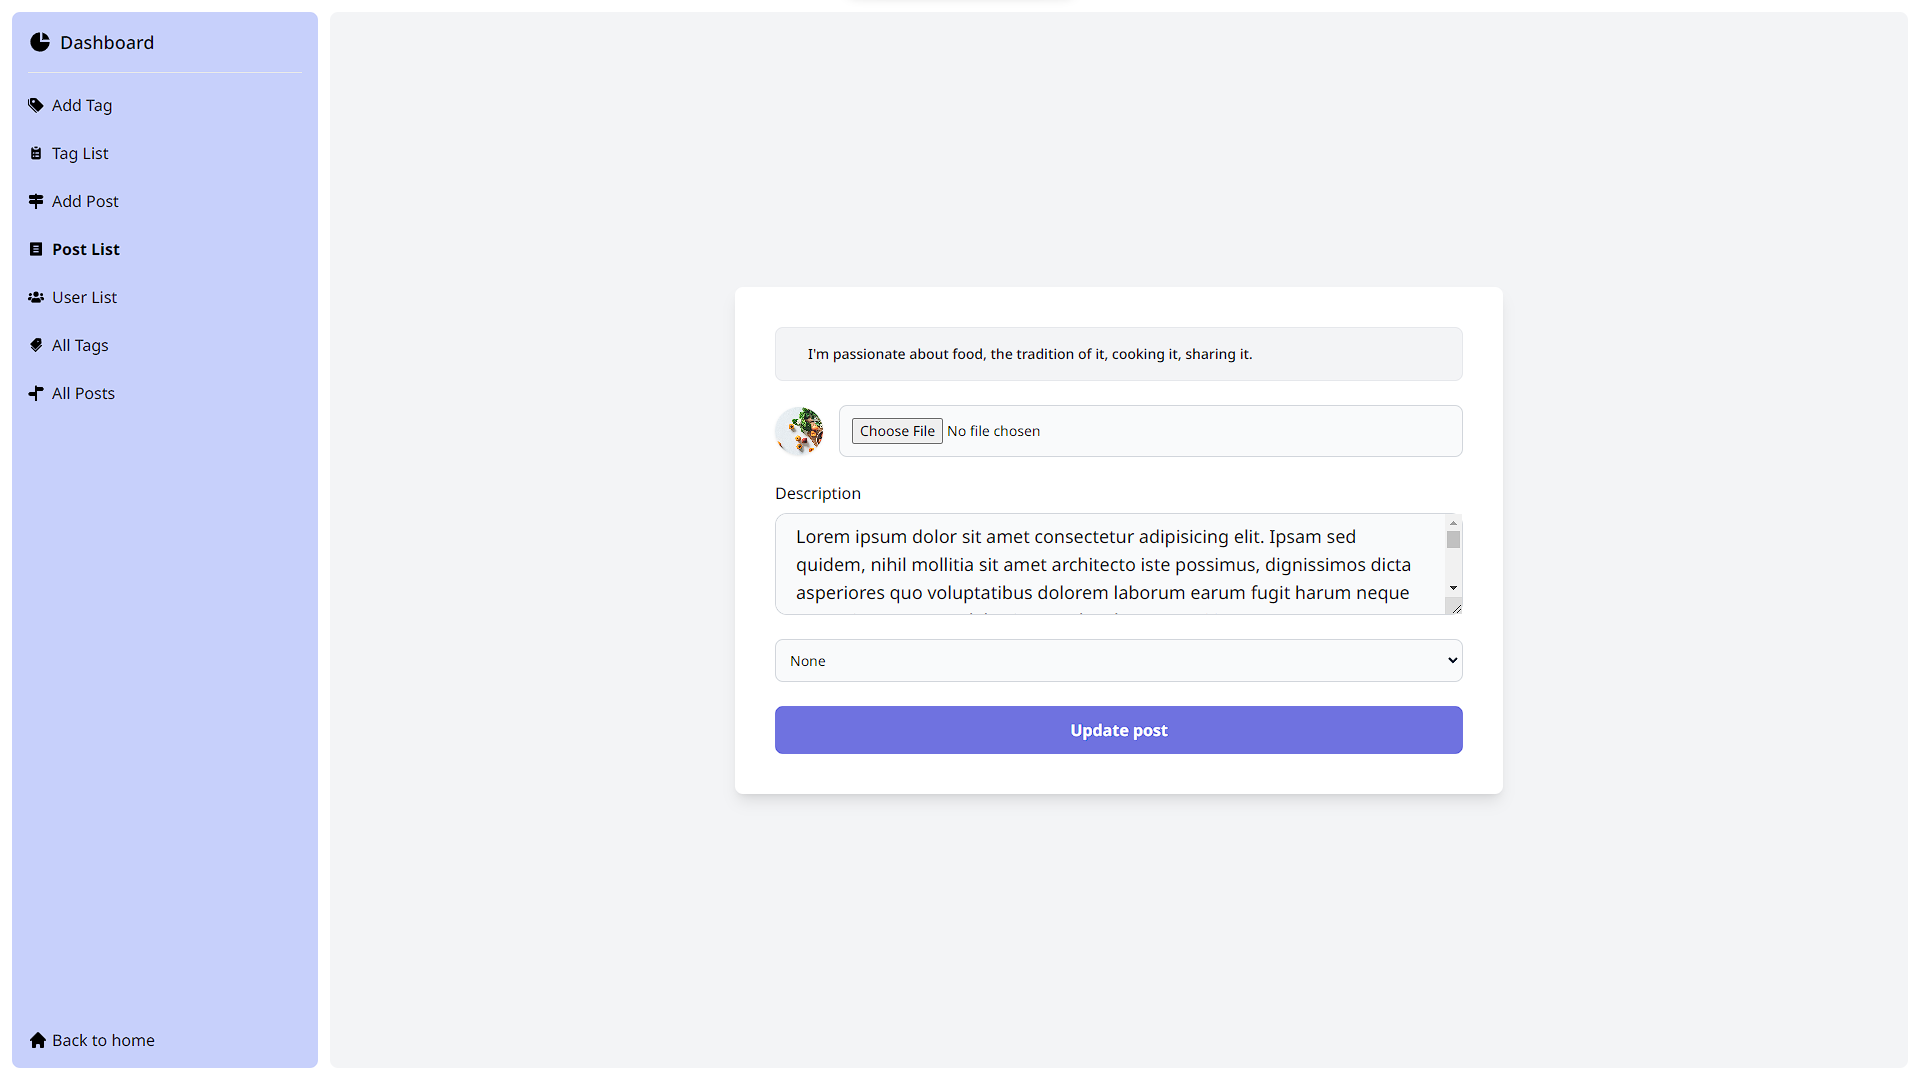 Dashboard
Add Tag
Tag List
Add Post
Post List
User List
All Tags
All Posts
Back to home
I'm passionate about food, the tradition of it, cooking it, sharing it.
Choose File No file chosen
Description
Lorem ipsum dolor sit amet consectetur adipisicing elit. Ipsam sed
quidem, nihil mollitia sit amet architecto iste possimus, dignissimos dicta
asperiores quo voluptatibus dolorem laborum earum fugit harum neque
None
Update post